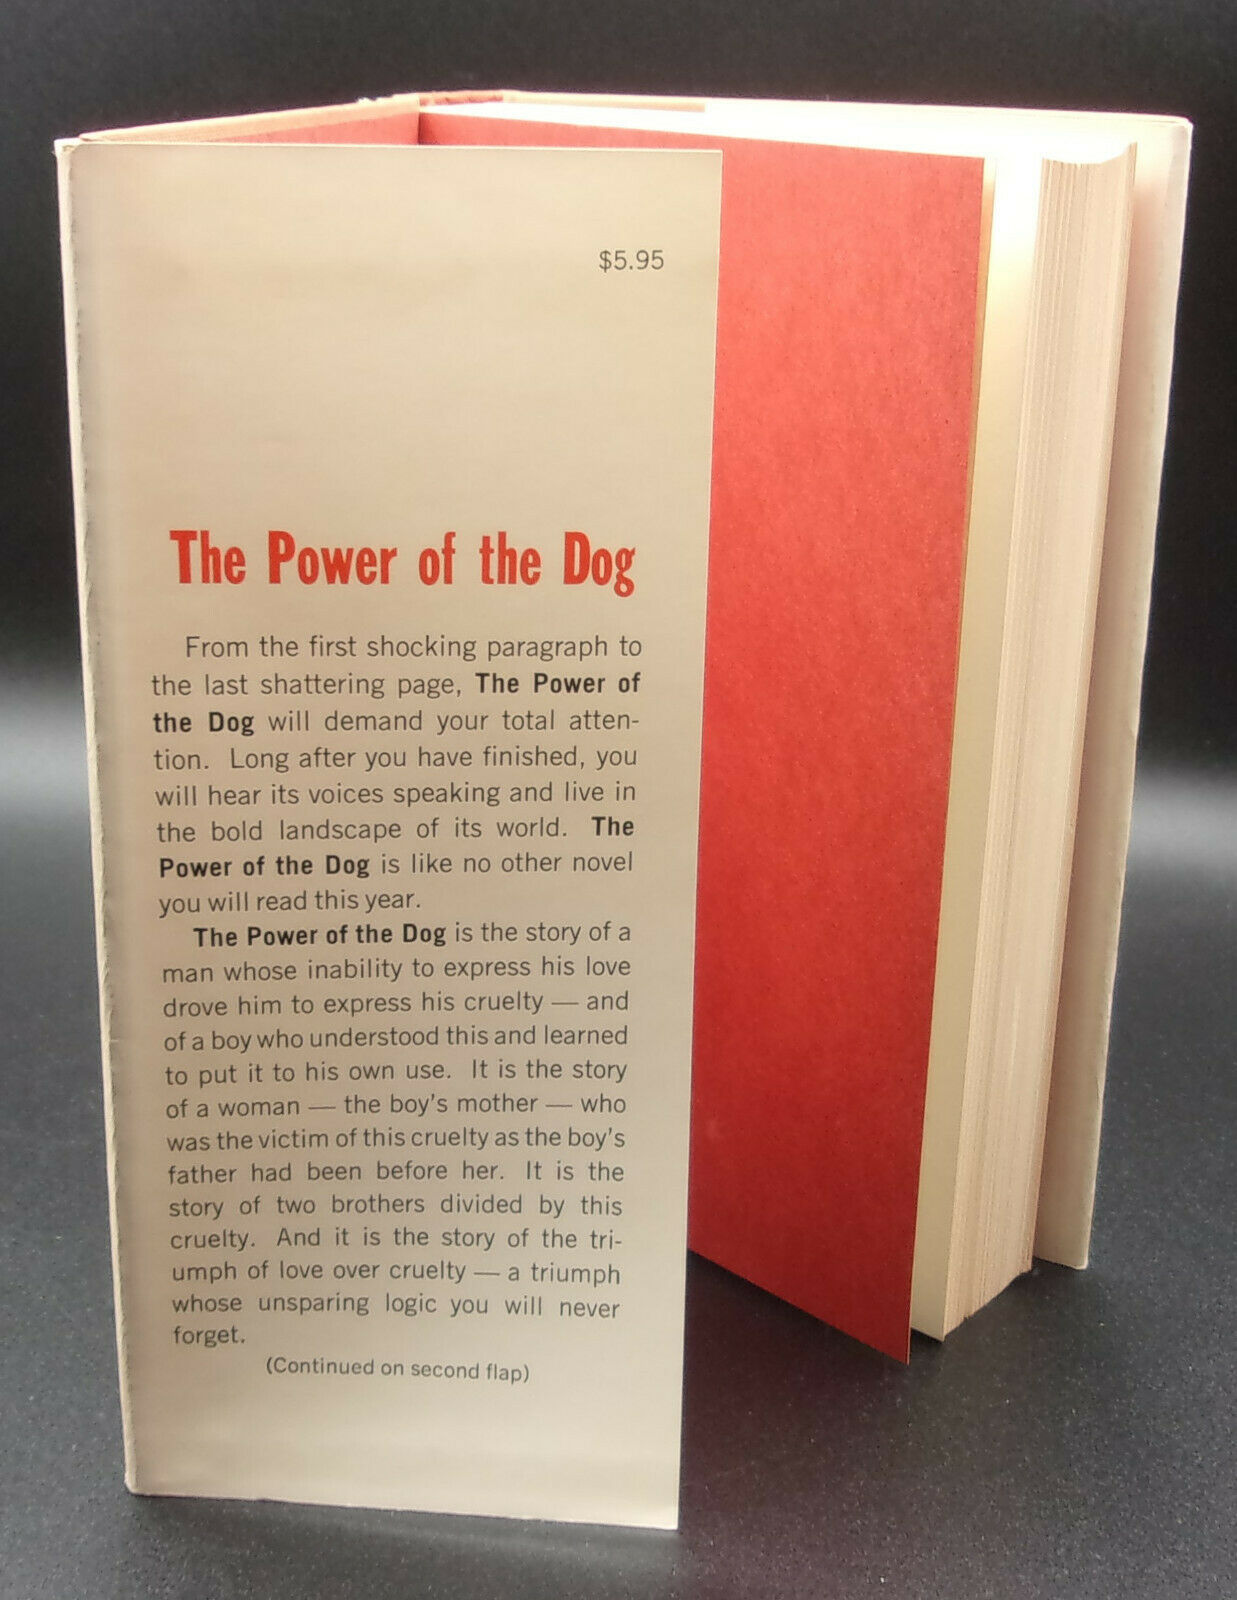 $5.95
The Power of the Dog
From the first shocking paragraph to
the last shattering page, The Power of
the Dog will demand your total atten-
tion. Long after you have finished, you
will hear its voices speaking and live in
the bold landscape of its world. The
Power of the Dog is like no other novel
you will read this year.
The Power of the Dog is the story of a
man whose inability to express his love
drove him to express his cruelty — and
of a boy who understood this and learned
to put it to his own use. It is the story
of a woman — the boy's mother — who
was the victim of this cruelty as the boy's
father had been before her. It is the
story of two brothers divided by this
cruelty. And it is the story of the tri-
umph of love over cruelty — a triumph
whose unsparing logic you will never
forget.
(Continued on second flap)